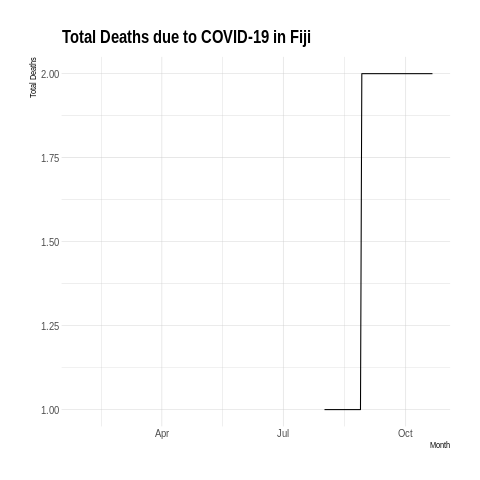 Total Deaths due to COVID-19 in Fiji
Total Deaths
2.00
1.75
1.50
1.25
1.00
Apr Jul Oct
Month